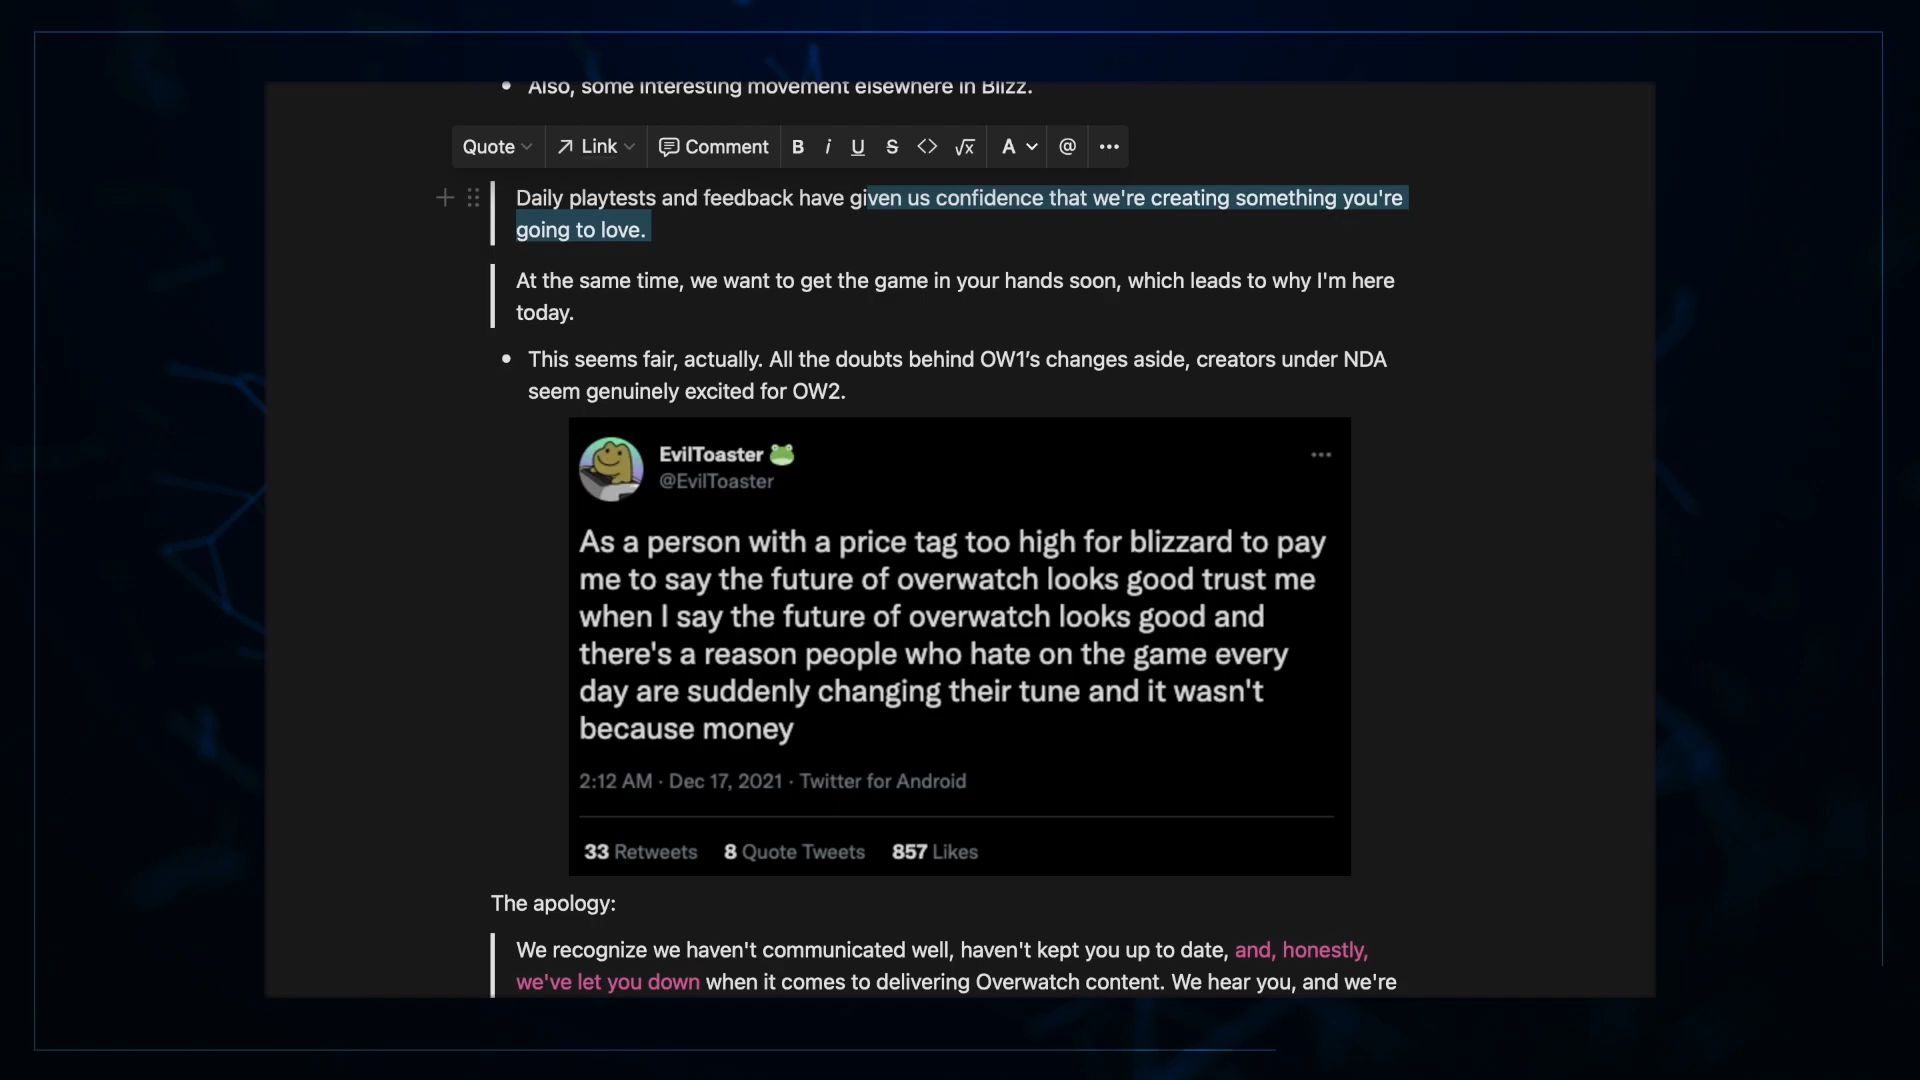 Also, some interesting movement elsewhere in Blizz.
Quote Link Comment B i U S <> √x A @ •••
Daily playtests and feedback have given us confidence that we're creating something you're
going to love.
At the same time, we want to get the game in your hands soon, which leads to why I'm here
today.
This seems fair, actually. All the doubts behind OW1’s changes aside, creators under NDA
seem genuinely excited for OW2.
EvilToaster 🐸
@EvilToaster
As a person with a price tag too high for blizzard to pay
me to say the future of overwatch looks good trust me
when I say the future of overwatch looks good and
there's a reason people who hate on the game every
day are suddenly changing their tune and it wasn't
because money
2:12 AM · Dec 17, 2021 · Twitter for Android
33 Retweets 8 Quote Tweets 857 Likes
The apology:
We recognize we haven't communicated well, haven't kept you up to date, and, honestly,
we've let you down when it comes to delivering Overwatch content. We hear you, and we're